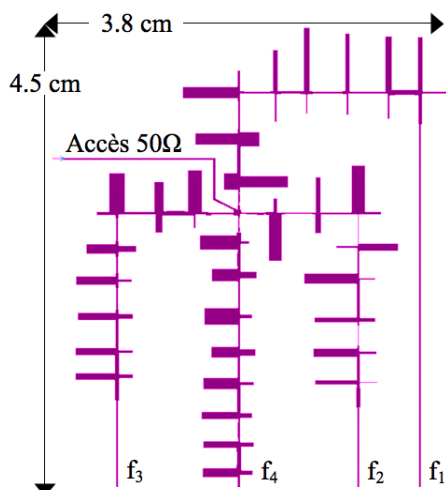 3.8 cm
4.5 cm
Accès 50Ω
f₃ f₄ f₂ f₁